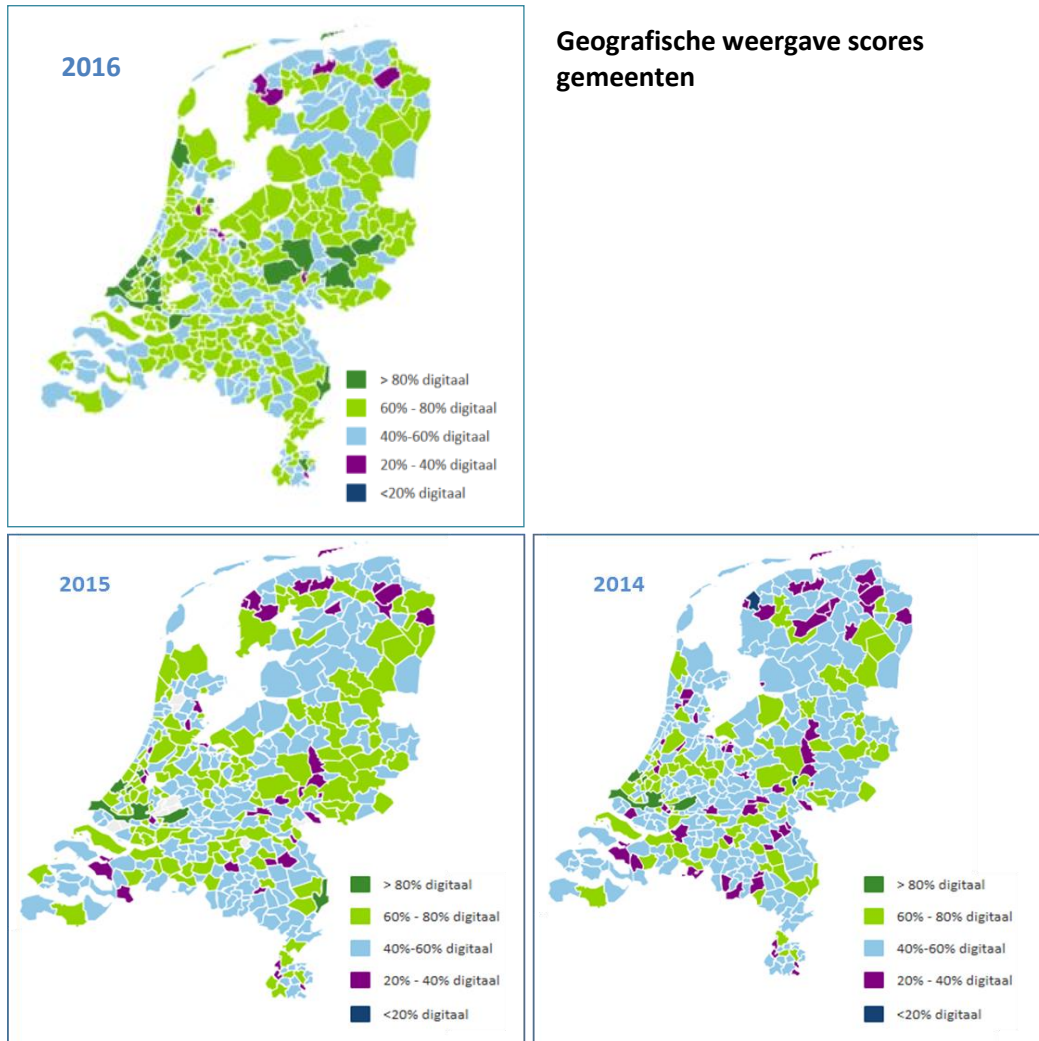 2016
Geografische weergave scores
gemeenten
> 80% digitaal
60% - 80% digitaal
40%-60% digitaal
20% - 40% digitaal
<20% digitaal
2015
> 80% digitaal
60% - 80% digitaal
40%-60% digitaal
20% - 40% digitaal
<20% digitaal
2014
> 80% digitaal
60% - 80% digitaal
40%-60% digitaal
20% - 40% digitaal
<20% digitaal